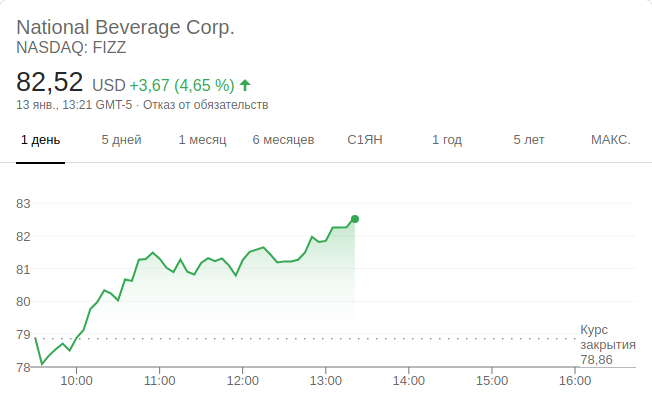 National Beverage Corp.
NASDAQ: FIZZ
82,52 USD +3,67 (4,65 %)
13 янв., 13:21 GMT-5 · Отказ от обязательств
1 день 5 дней 1 месяц 6 месяцев С1ЯН 1 год 5 лет МАКС.
83
82
81
80
79
78
Курс
закрытия
78,86
10:00 11:00 12:00 13:00 14:00 15:00 16:00